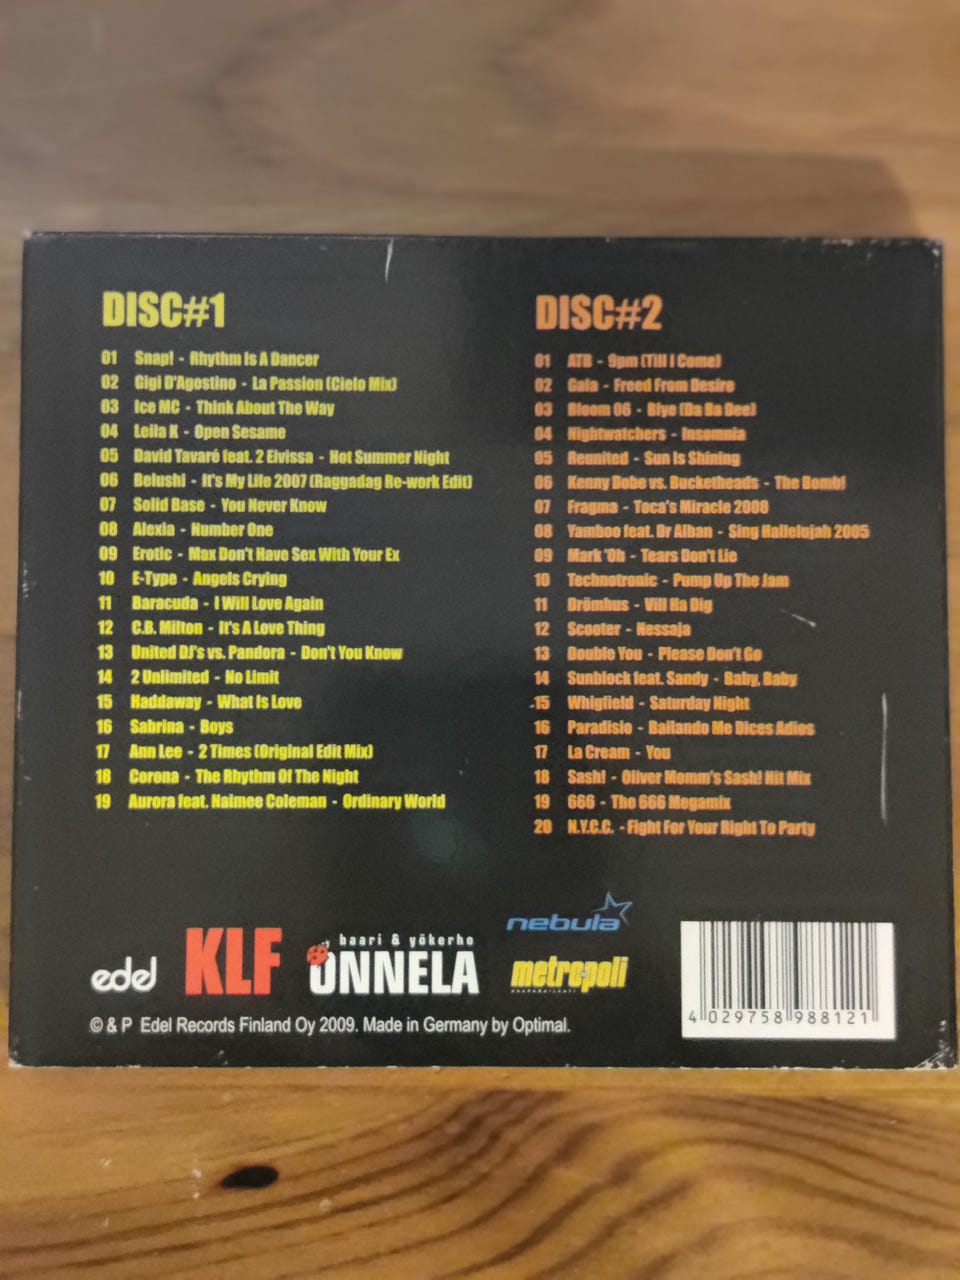 DISC#1
01 Snap! - Rhythm Is A Dancer
02 Gigi D'Agostino - La Passion (Cielo Mix)
03 Ice MC - Think About The Way
04 Leila K - Open Sesame
05 David Tavaré feat. 2 Eivissa - Hot Summer Night
06 Belushi - It's My Life 2007 (Raggadag Re-work Edit)
07 Solid Base - You Never Know
08 Alexia - Number One
09 Erotic - Max Don't Have Sex With Your Ex
10 E-Type - Angels Crying
11 Baracuda - I Will Love Again
12 C.B. Milton - It's A Love Thing
13 United DJ's vs. Pandora - Don't You Know
14 2 Unlimited - No Limit
15 Haddaway - What Is Love
16 Sabrina - Boys
17 Ann Lee - 2 Times (Original Edit Mix)
18 Corona - The Rhythm Of The Night
19 Aurora feat. Naimee Coleman - Ordinary World
DISC#2
01 ATB - 9pm (Till I Come)
02 Gala - Freed From Desire
03 Bloom 06 - Blye (Da Ba Dee)
04 Nightwatchers - Insomnia
05 Reunited - Sun Is Shining
06 Kenny Dobe vs. Bucketheads - The Bomb!
07 Fragma - Toca's Miracle 2008
08 Yamboo feat. Dr Alban - Sing Hallelujah 2005
09 Mark 'Oh - Tears Don't Lie
10 Technotronic - Pump Up The Jam
11 Drömhus - Vill Ha Dig
12 Scooter - Nessaja
13 Double You - Please Don't Go
14 Sunblock feat. Sandy - Baby, Baby
15 Whigfield - Saturday Night
16 Paradisio - Bailando Me Dices Adios
17 La Cream - You
18 Sash! - Oliver Momm's Sash! Hit Mix
19 666 - The 666 Megamix
20 N.Y.C.C. - Fight For Your Right To Party
edel
KLF
baari & yökerho
ONNELA
nebula
metropoli
© & P Edel Records Finland Oy 2009. Made in Germany by Optimal.
4 029758 988121